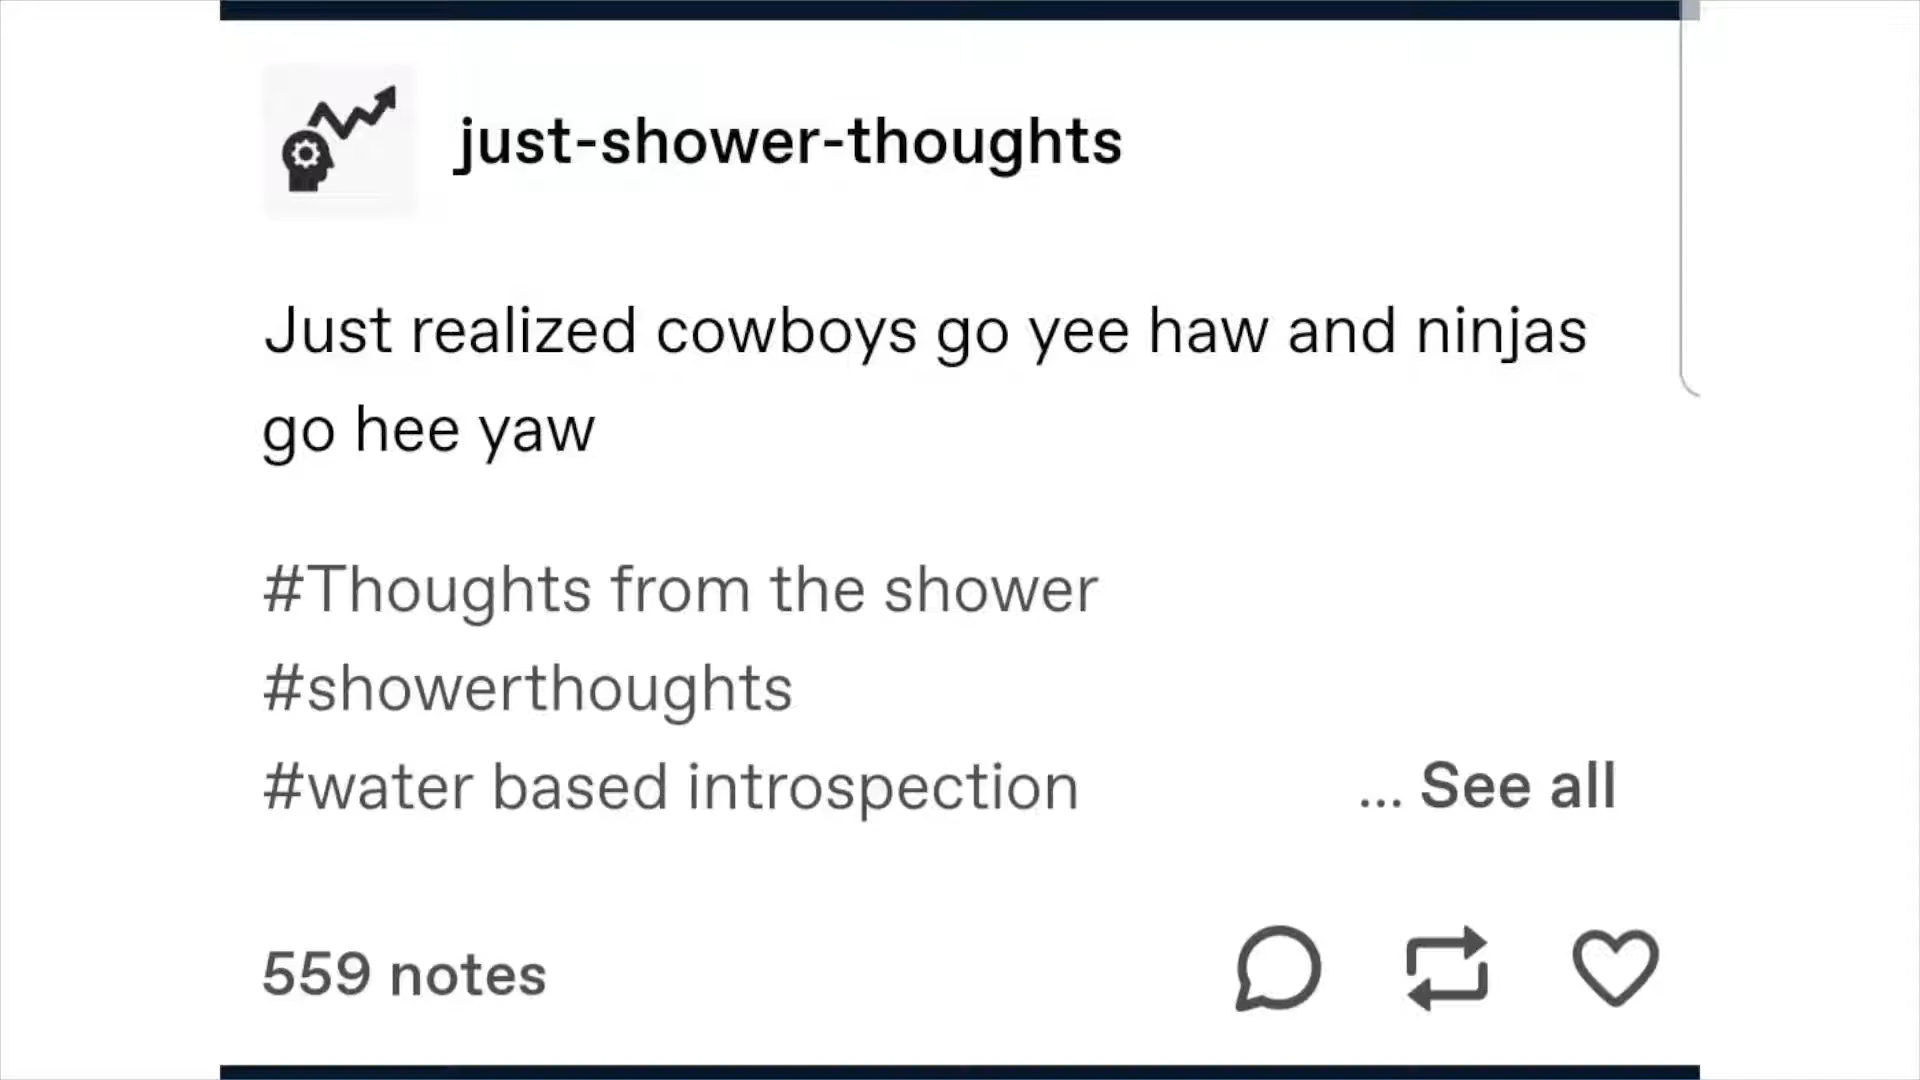 just-shower-thoughts
Just realized cowboys go yee haw and ninjas
go hee yaw
#Thoughts from the shower
#showerthoughts
#water based introspection ... See all
559 notes